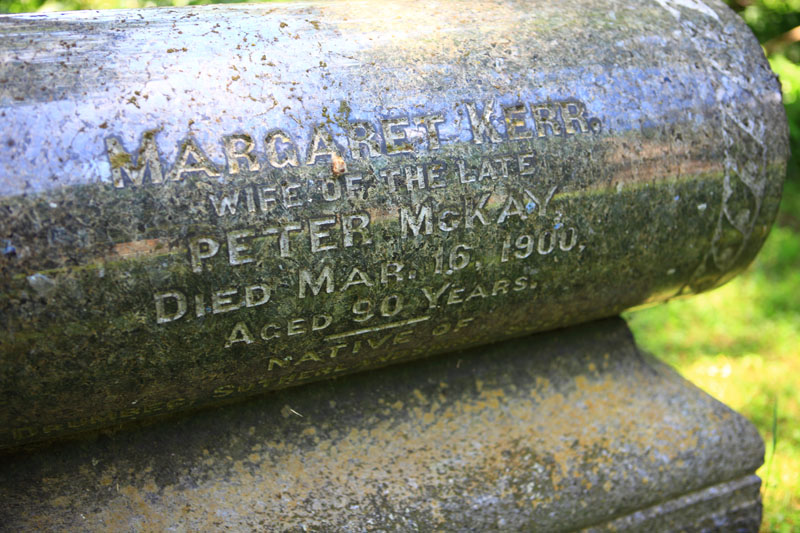 MARGARET KERR.
WIFE OF THE LATE
PETER McKAY,
DIED MAR. 16, 1900,
AGED 90 YEARS.
NATIVE OF